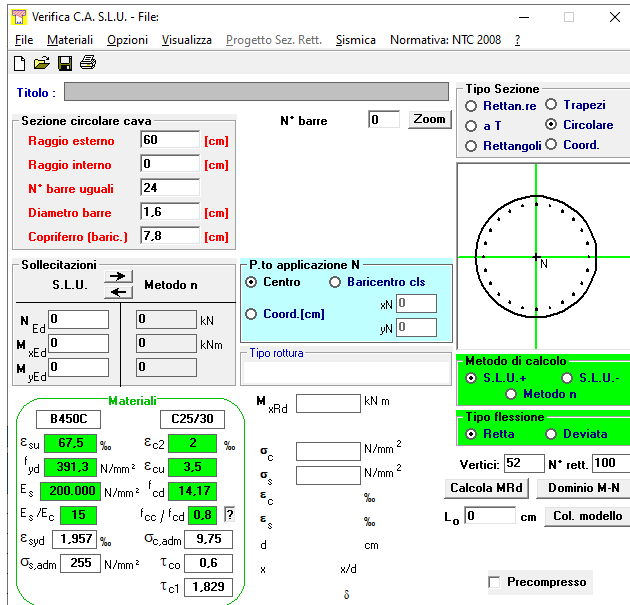 Verifica C.A. S.L.U. - File:
File Materiali Opzioni Visualizza Progetto Sez. Rett. Sismica Normativa: NTC 2008 ?
Titolo :
Sezione circolare cava
Raggio esterno 60 [cm]
Raggio interno 0 [cm]
N° barre uguali 24
Diametro barre 1,6 [cm]
Copriferro (baric.) 7,8 [cm]
N° barre 0 Zoom
Tipo Sezione
Rettan.re Trapezi
a T Circolare
Rettangoli Coord.
N
Sollecitazioni
S.L.U. Metodo n
N Ed 0 0 kN
M xEd 0 0 kNm
M yEd 0 0
P.to applicazione N
Centro Baricentro cls
Coord.[cm]
xN 0
yN 0
Tipo rottura
Metodo di calcolo
S.L.U.+ S.L.U.-
Metodo n
Tipo flessione
Retta Deviata
Materiali
B450C C25/30
εsu 67,5 ‰ εc2 2 ‰
fyd 391,3 N/mm² εcu 3,5
Es 200.000 N/mm² fcd 14,17
Es /Ec 15 fcc / fcd 0,8 ?
εsyd 1,957 ‰ σc,adm 9,75
σs,adm 255 N/mm² τco 0,6
τc1 1,829
M xRd kN m
σc N/mm²
σs N/mm²
εc ‰
εs ‰
d cm
x x/d
δ
Vertici: 52 N° rett. 100
Calcola MRd Dominio M-N
Lo 0 cm Col. modello
Precompresso